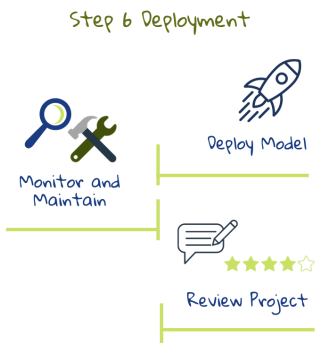 Step 6 Deployment
Deploy Model
Monitor and
Maintain
Review Project